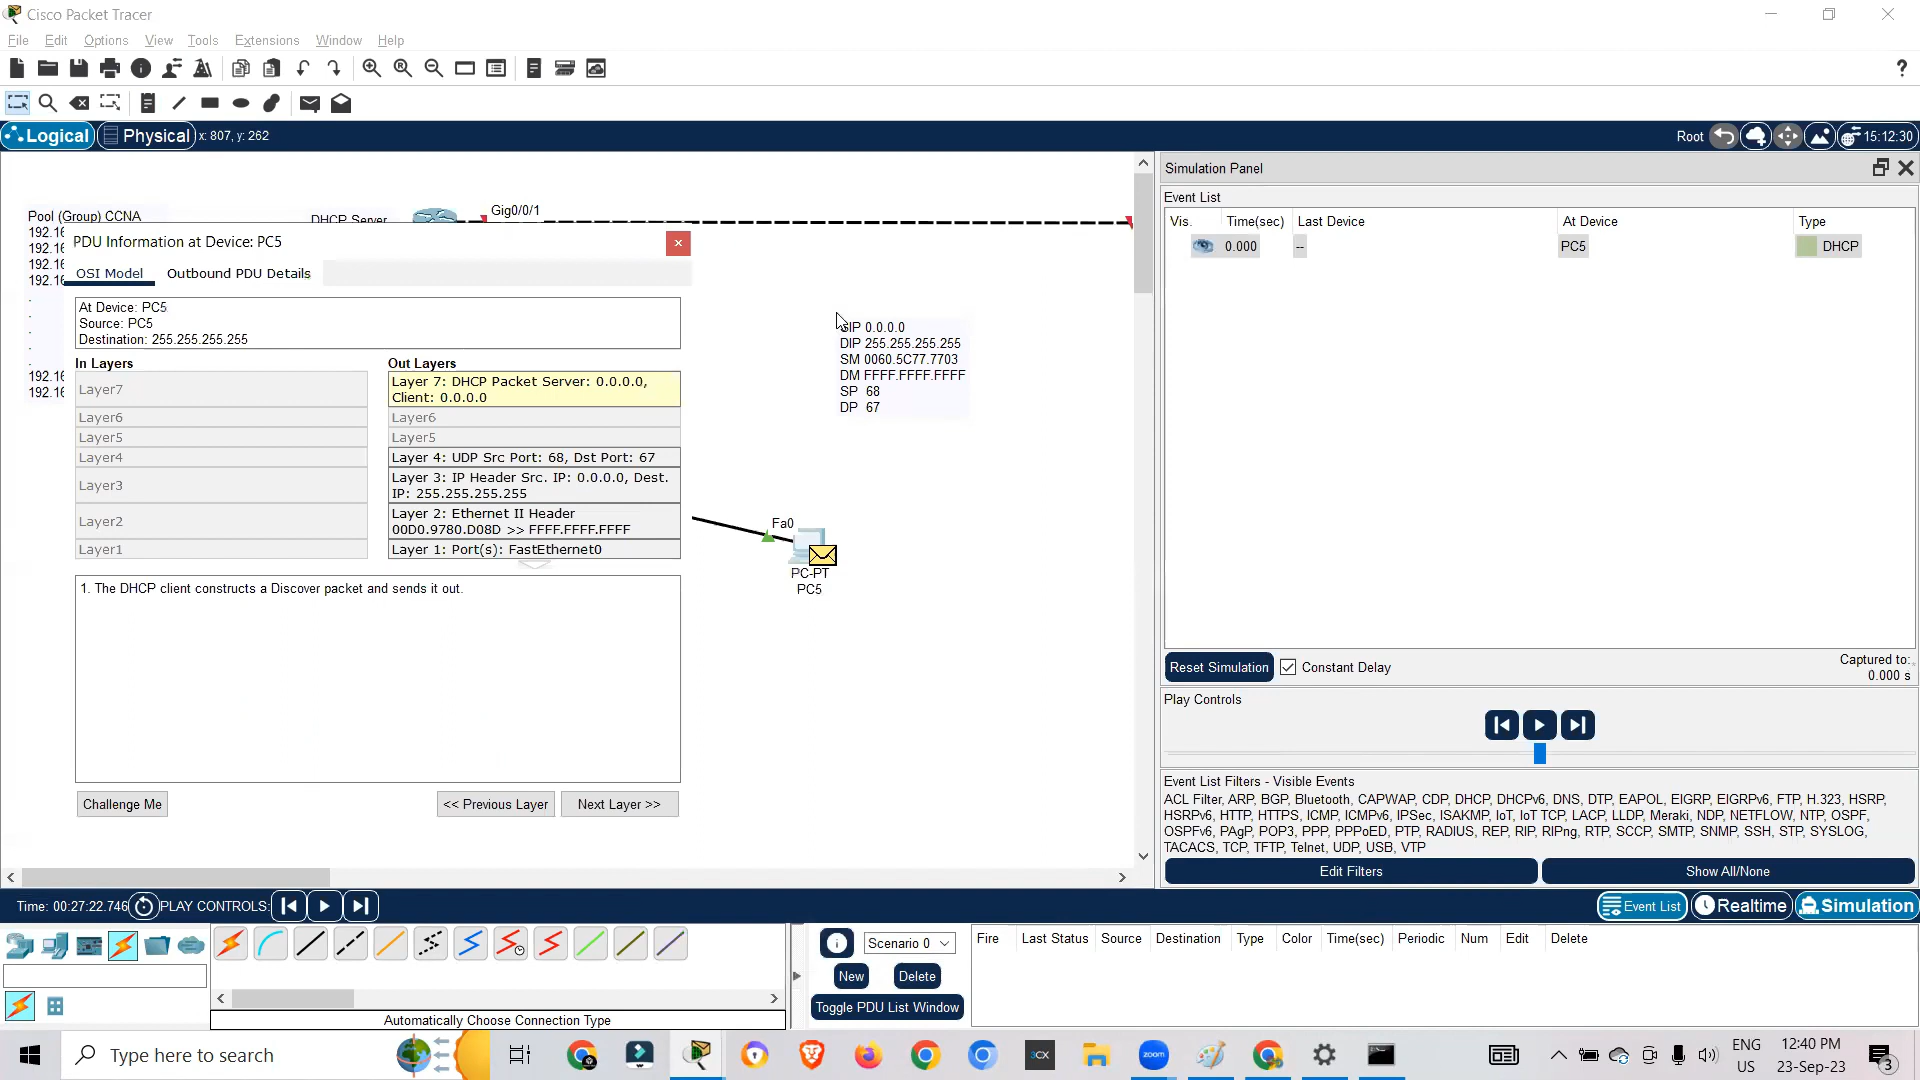 Cisco Packet Tracer
File Edit Options View Tools Extensions Window Help
?
Logical Physical x: 807, y: 262
Root 15:12:30
Pool (Group) CCNA
DHCP Server
Gig0/0/1
192.16
192.16
192.16
192.16
.
.
.
.
.
192.16
192.16
PDU Information at Device: PC5
OSI Model Outbound PDU Details
At Device: PC5
Source: PC5
Destination: 255.255.255.255
In Layers
Layer7
Layer6
Layer5
Layer4
Layer3
Layer2
Layer1
Out Layers
Layer 7: DHCP Packet Server: 0.0.0.0,
Client: 0.0.0.0
Layer6
Layer5
Layer 4: UDP Src Port: 68, Dst Port: 67
Layer 3: IP Header Src. IP: 0.0.0.0, Dest.
IP: 255.255.255.255
Layer 2: Ethernet II Header
00D0.9780.D08D >> FFFF.FFFF.FFFF
Layer 1: Port(s): FastEthernet0
1. The DHCP client constructs a Discover packet and sends it out.
Challenge Me
<< Previous Layer
Next Layer >>
SIP 0.0.0.0
DIP 255.255.255.255
SM 0060.5C77.7703
DM FFFF.FFFF.FFFF
SP 68
DP 67
Fa0
PC-PT
PC5
Simulation Panel
Event List
Vis. Time(sec) Last Device At Device Type
0.000 -- PC5 DHCP
Reset Simulation Constant Delay
Captured to:
0.000 s
Play Controls
Event List Filters - Visible Events
ACL Filter, ARP, BGP, Bluetooth, CAPWAP, CDP, DHCP, DHCPv6, DNS, DTP, EAPOL, EIGRP, EIGRPv6, FTP, H.323, HSRP,
HSRPv6, HTTP, HTTPS, ICMP, ICMPv6, IPSec, ISAKMP, IoT, IoT TCP, LACP, LLDP, Meraki, NDP, NETFLOW, NTP, OSPF,
OSPFv6, PAgP, POP3, PPP, PPPoED, PTP, RADIUS, REP, RIP, RIPng, RTP, SCCP, SMTP, SNMP, SSH, STP, SYSLOG,
TACACS, TCP, TFTP, Telnet, UDP, USB, VTP
Edit Filters
Show All/None
Time: 00:27:22.746 PLAY CONTROLS:
Event List Realtime Simulation
Scenario 0
New Delete
Toggle PDU List Window
Fire Last Status Source Destination Type Color Time(sec) Periodic Num Edit Delete
Automatically Choose Connection Type
Type here to search
3CX
zoom
ENG
US
12:40 PM
23-Sep-23
3